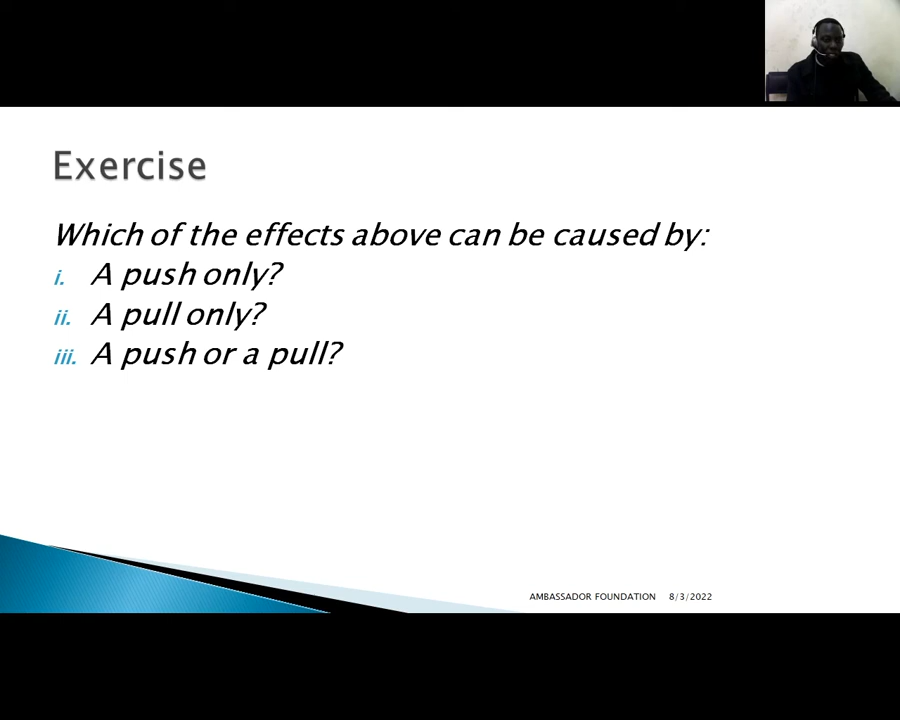 Exercise
Which of the effects above can be caused by:
i. A push only?
ii. A pull only?
iii. A push or a pull?
AMBASSADOR FOUNDATION 8/3/2022